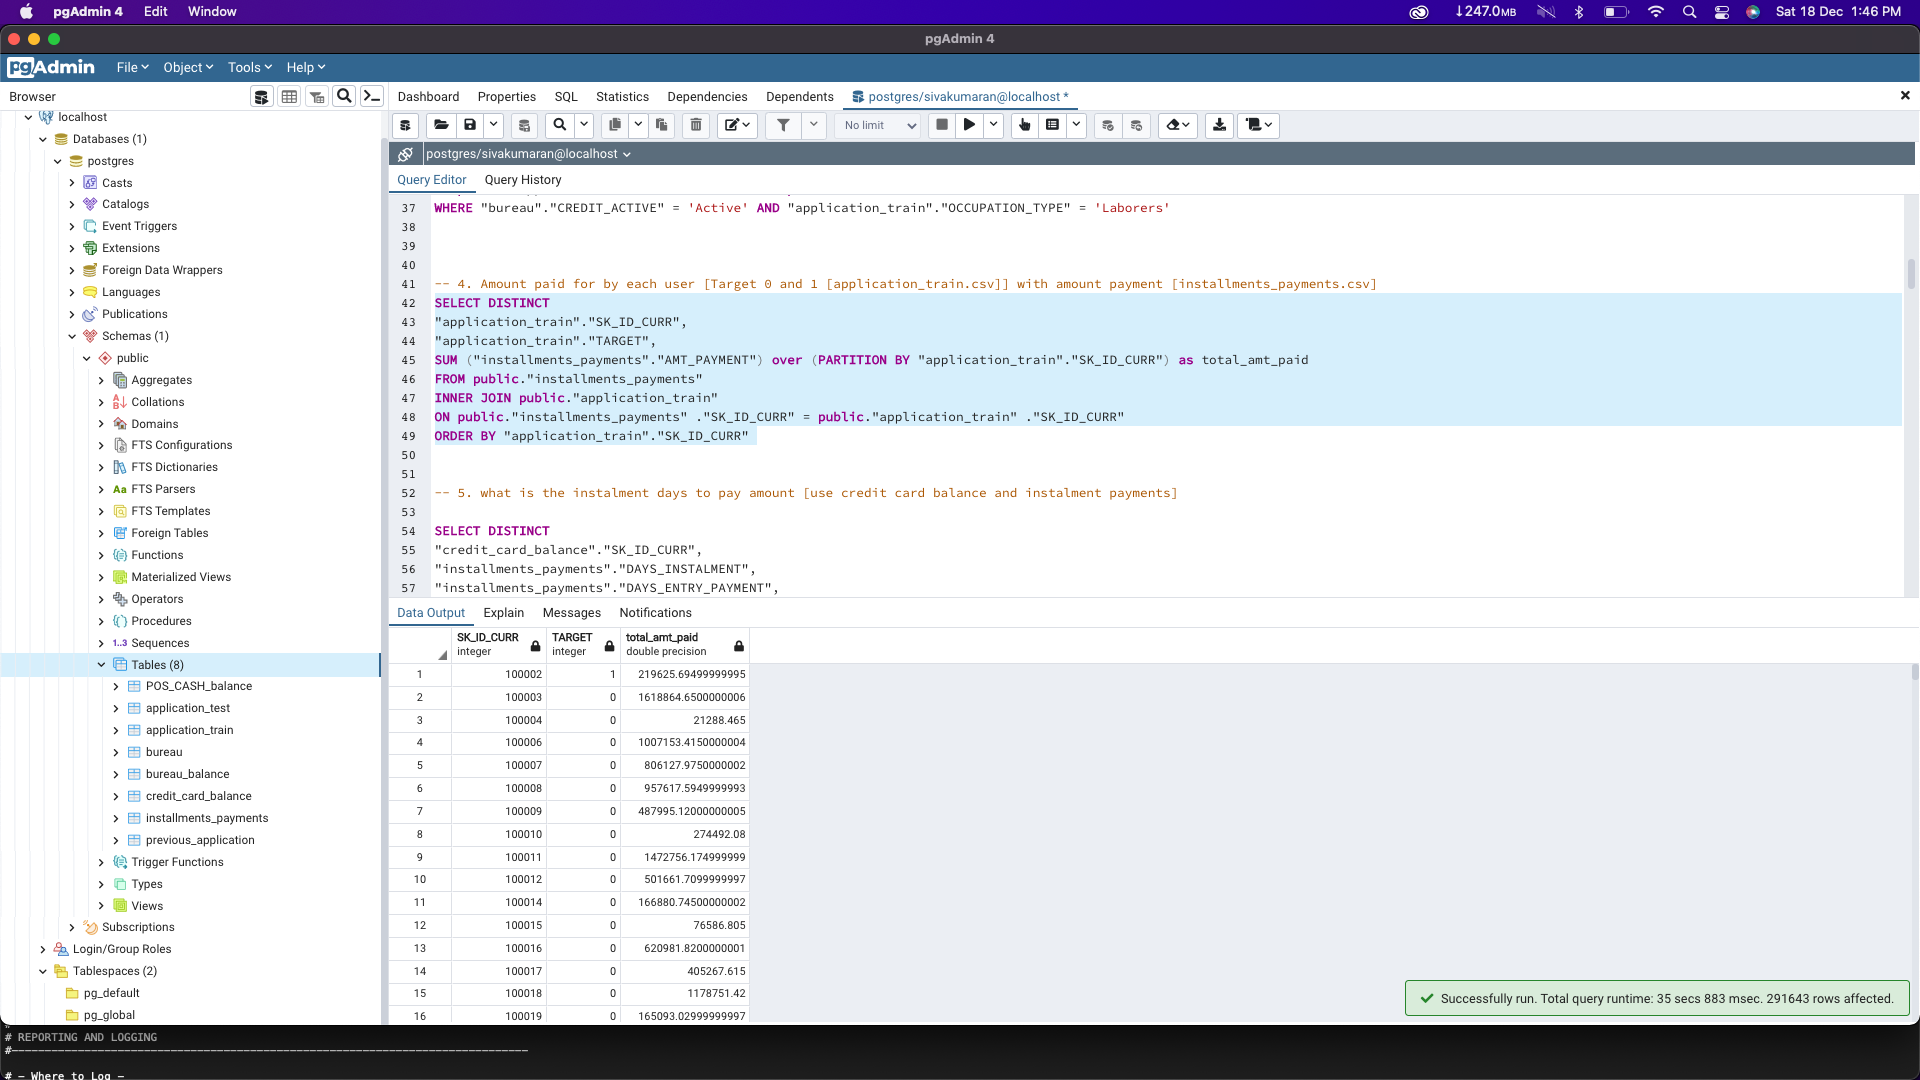 pgAdmin 4 Edit Window ↓247.0MB Sat 18 Dec 1:46 PM
pgAdmin 4
pgAdmin File Object Tools Help
Browser
Dashboard Properties SQL Statistics Dependencies Dependents postgres/sivakumaran@localhost *
No limit
postgres/sivakumaran@localhost
Query Editor Query History
localhost
Databases (1)
postgres
Casts
Catalogs
Event Triggers
Extensions
Foreign Data Wrappers
Languages
Publications
Schemas (1)
public
Aggregates
Collations
Domains
FTS Configurations
FTS Dictionaries
Aa FTS Parsers
FTS Templates
Foreign Tables
Functions
Materialized Views
Operators
Procedures
1..3 Sequences
Tables (8)
POS_CASH_balance
application_test
application_train
bureau
bureau_balance
credit_card_balance
installments_payments
previous_application
Trigger Functions
Types
Views
Subscriptions
Login/Group Roles
Tablespaces (2)
pg_default
pg_global
37 WHERE "bureau"."CREDIT_ACTIVE" = 'Active' AND "application_train"."OCCUPATION_TYPE" = 'Laborers'
38
39
40
41 -- 4. Amount paid for by each user [Target 0 and 1 [application_train.csv]] with amount payment [installments_payments.csv]
42 SELECT DISTINCT
43 "application_train"."SK_ID_CURR",
44 "application_train"."TARGET",
45 SUM ("installments_payments"."AMT_PAYMENT") over (PARTITION BY "application_train"."SK_ID_CURR") as total_amt_paid
46 FROM public."installments_payments"
47 INNER JOIN public."application_train"
48 ON public."installments_payments" ."SK_ID_CURR" = public."application_train" ."SK_ID_CURR"
49 ORDER BY "application_train"."SK_ID_CURR"
50
51
52 -- 5. what is the instalment days to pay amount [use credit card balance and instalment payments]
53
54 SELECT DISTINCT
55 "credit_card_balance"."SK_ID_CURR",
56 "installments_payments"."DAYS_INSTALMENT",
57 "installments_payments"."DAYS_ENTRY_PAYMENT",
Data Output Explain Messages Notifications
SK_ID_CURR TARGET total_amt_paid
integer integer double precision
1 100002 1 219625.69499999995
2 100003 0 1618864.6500000006
3 100004 0 21288.465
4 100006 0 1007153.4150000004
5 100007 0 806127.9750000002
6 100008 0 957617.5949999993
7 100009 0 487995.12000000005
8 100010 0 274492.08
9 100011 0 1472756.174999999
10 100012 0 501661.7099999997
11 100014 0 166880.74500000002
12 100015 0 76586.805
13 100016 0 620981.8200000001
14 100017 0 405267.615
15 100018 0 1178751.42
16 100019 0 165093.02999999997
Successfully run. Total query runtime: 35 secs 883 msec. 291643 rows affected.
# REPORTING AND LOGGING
#------------------------------------------------------------------------------
# - Where to Log -